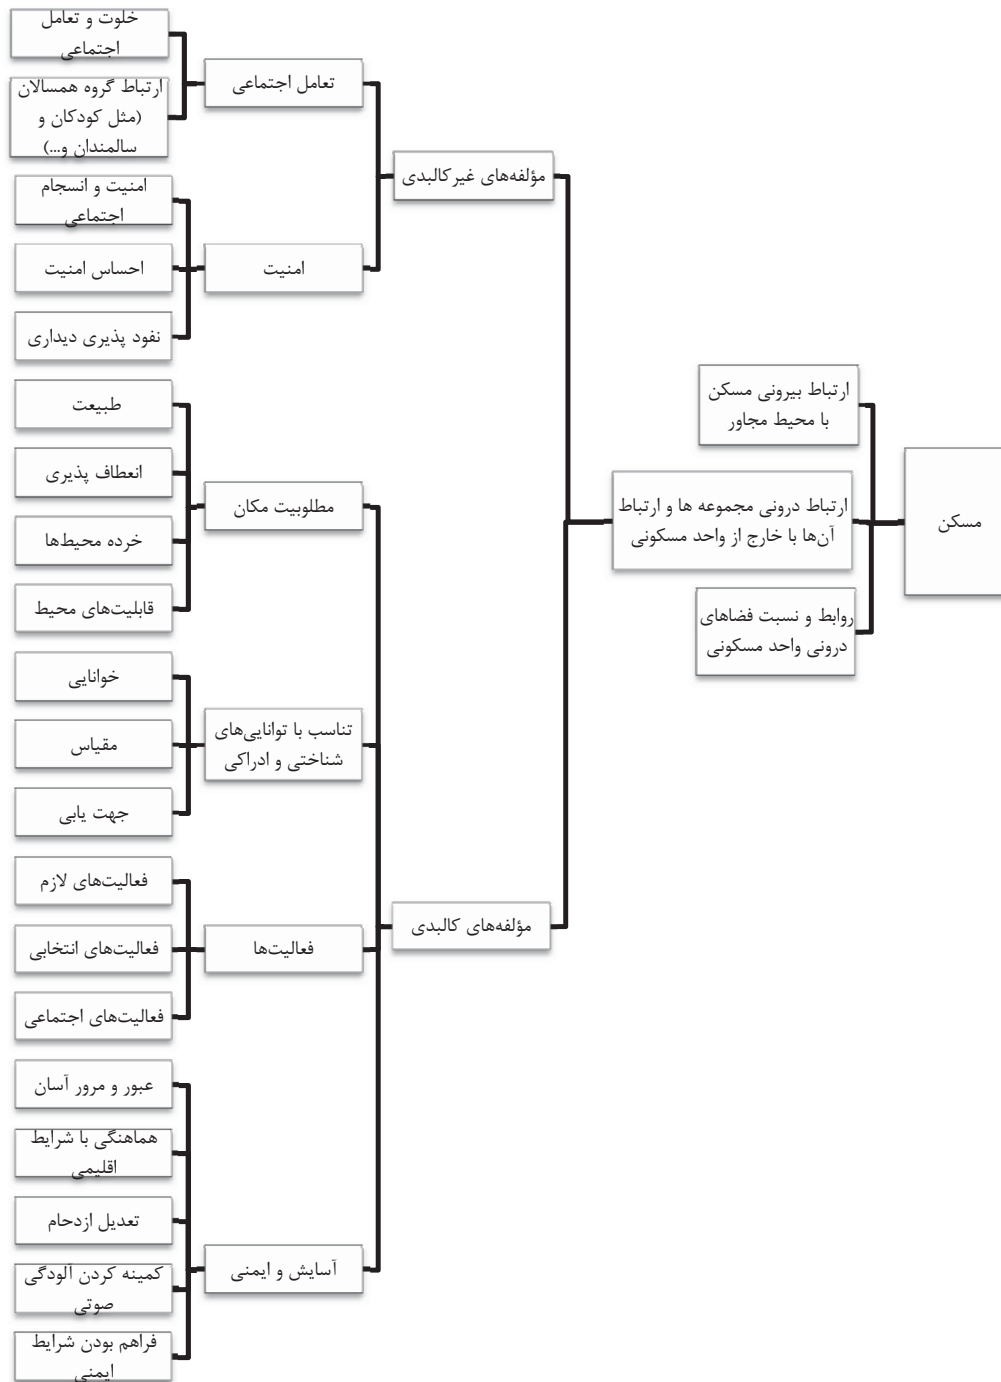 مسکن
ارتباط بیرونی مسکن
با محیط مجاور
ارتباط درونی مجموعه ها و ارتباط
آن‌ها با خارج از واحد مسکونی
روابط و نسبت فضاهای
درونی واحد مسکونی
مؤلفه‌های غیرکالبدی
تعامل اجتماعی
خلوت و تعامل
اجتماعی
ارتباط گروه همسالان
(مثل کودکان و
سالمندان و...)
امنیت
امنیت و انسجام
اجتماعی
احساس امنیت
نفود پذیری دیداری
مؤلفه‌های کالبدی
مطلوبیت مکان
طبیعت
انعطاف پذیری
خرده محیط‌ها
قابلیت‌های محیط
تناسب با توانایی‌های
شناختی و ادراکی
خوانایی
مقیاس
جهت یابی
فعالیت‌ها
فعالیت‌های لازم
فعالیت‌های انتخابی
فعالیت‌های اجتماعی
آسایش و ایمنی
عبور و مرور آسان
هماهنگی با شرایط
اقلیمی
تعدیل ازدحام
کمینه کردن آلودگی
صوتی
فراهم بودن شرایط
ایمنی